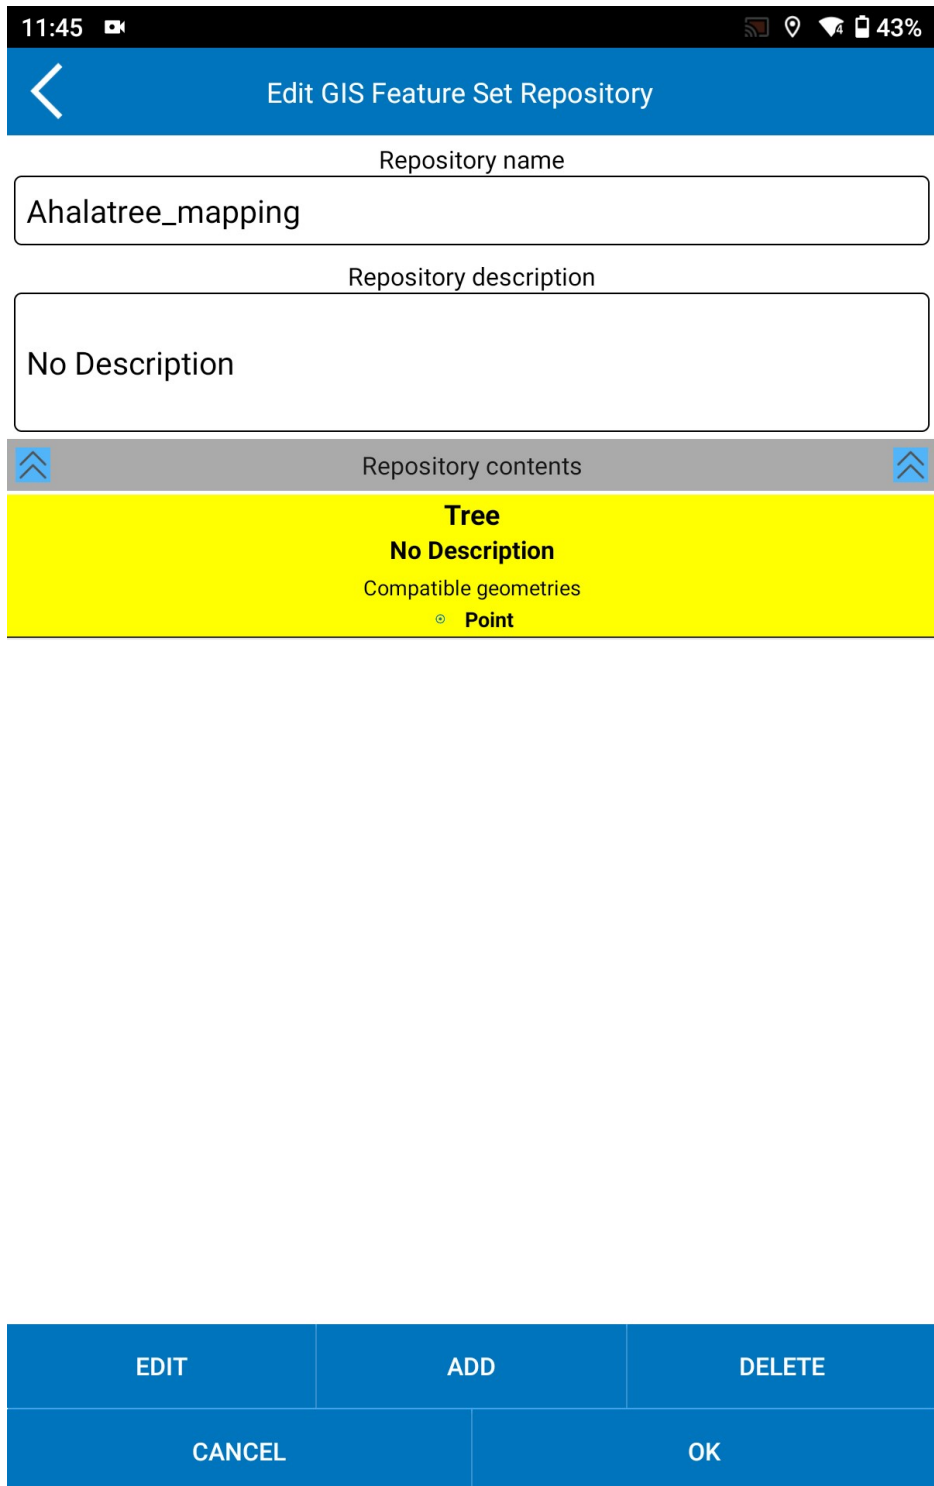 11:45 43%
Edit GIS Feature Set Repository
Repository name
Ahalatree_mapping
Repository description
No Description
Repository contents
Tree
No Description
Compatible geometries
Point
EDIT ADD DELETE
CANCEL OK